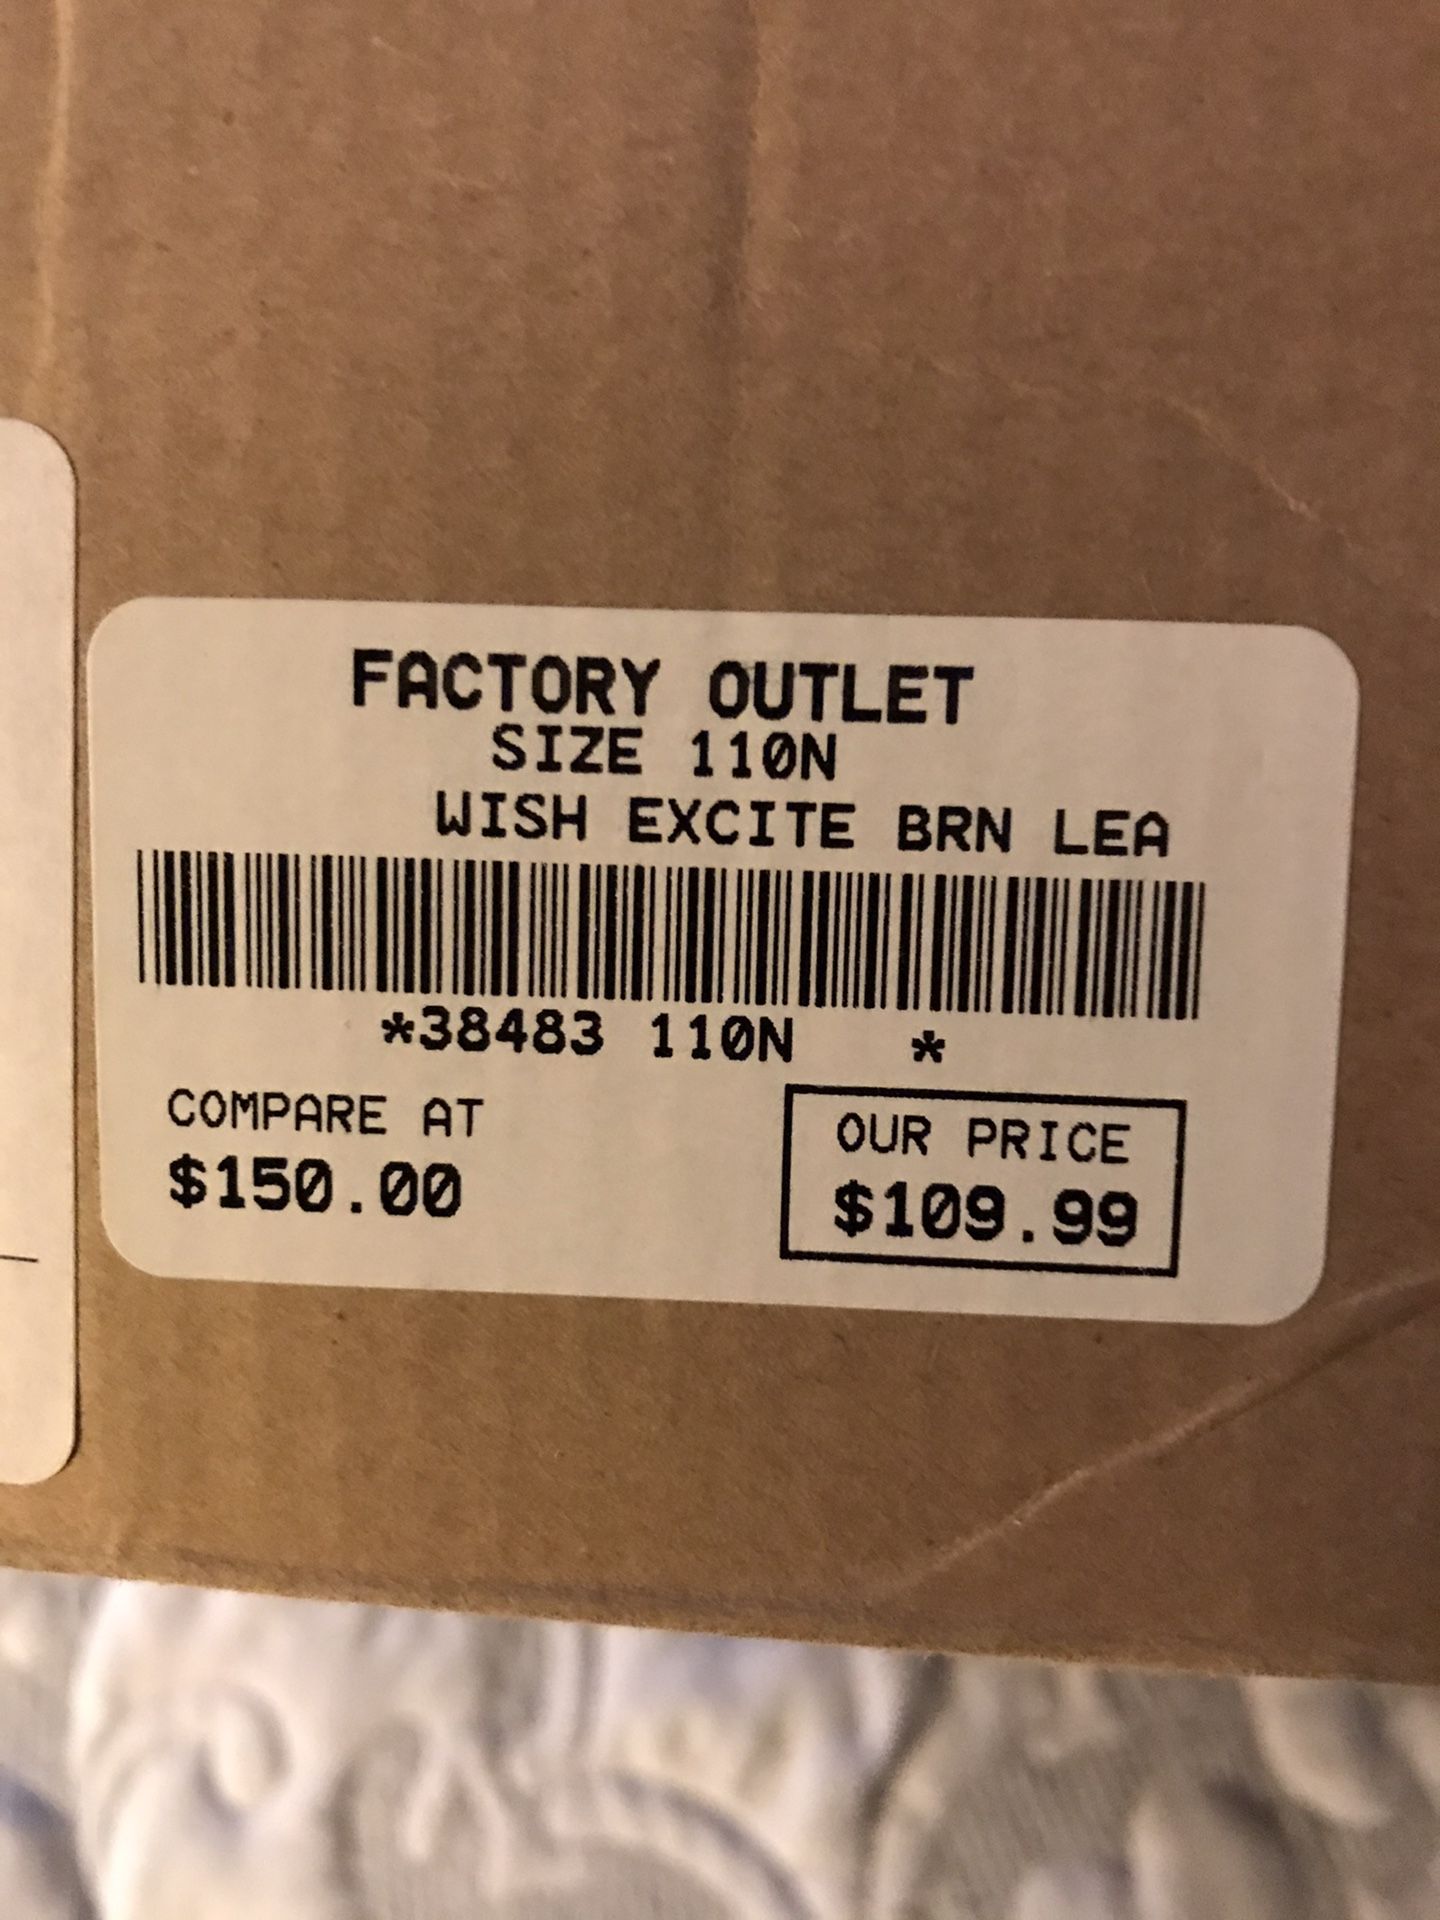 FACTORY OUTLET
SIZE 110N
WISH EXCITE BRN LEA
*38483 110N *
COMPARE AT
$150.00
OUR PRICE
$109.99